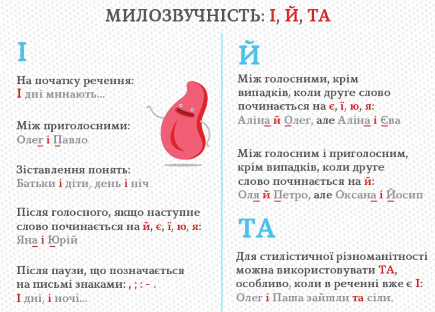 МИЛОЗВУЧНІСТЬ: І, Й, ТА
І
На початку речення:
І дні минають...
Між приголосними:
Олег і Павло
Зіставлення понять:
Батьки і діти, день і ніч
Після голосного, якщо наступне
слово починається на й, є, ї, ю, я:
Яна і Юрій
Після паузи, що позначається
на письмі знаками: , ; : - .
І дні, і ночі...
Й
Між голосними, крім
випадків, коли друге слово
починається на є, ї, ю, я:
Аліна й Олег, але Аліна і Єва
Між голосним і приголосним,
крім випадків, коли друге
слово починається на й:
Оля й Петро, але Оксана і Йосип
ТА
Для стилістичної різноманітності
можна використовувати ТА,
особливо, коли в реченні вже є І:
Олег і Паша зайшли та сіли.